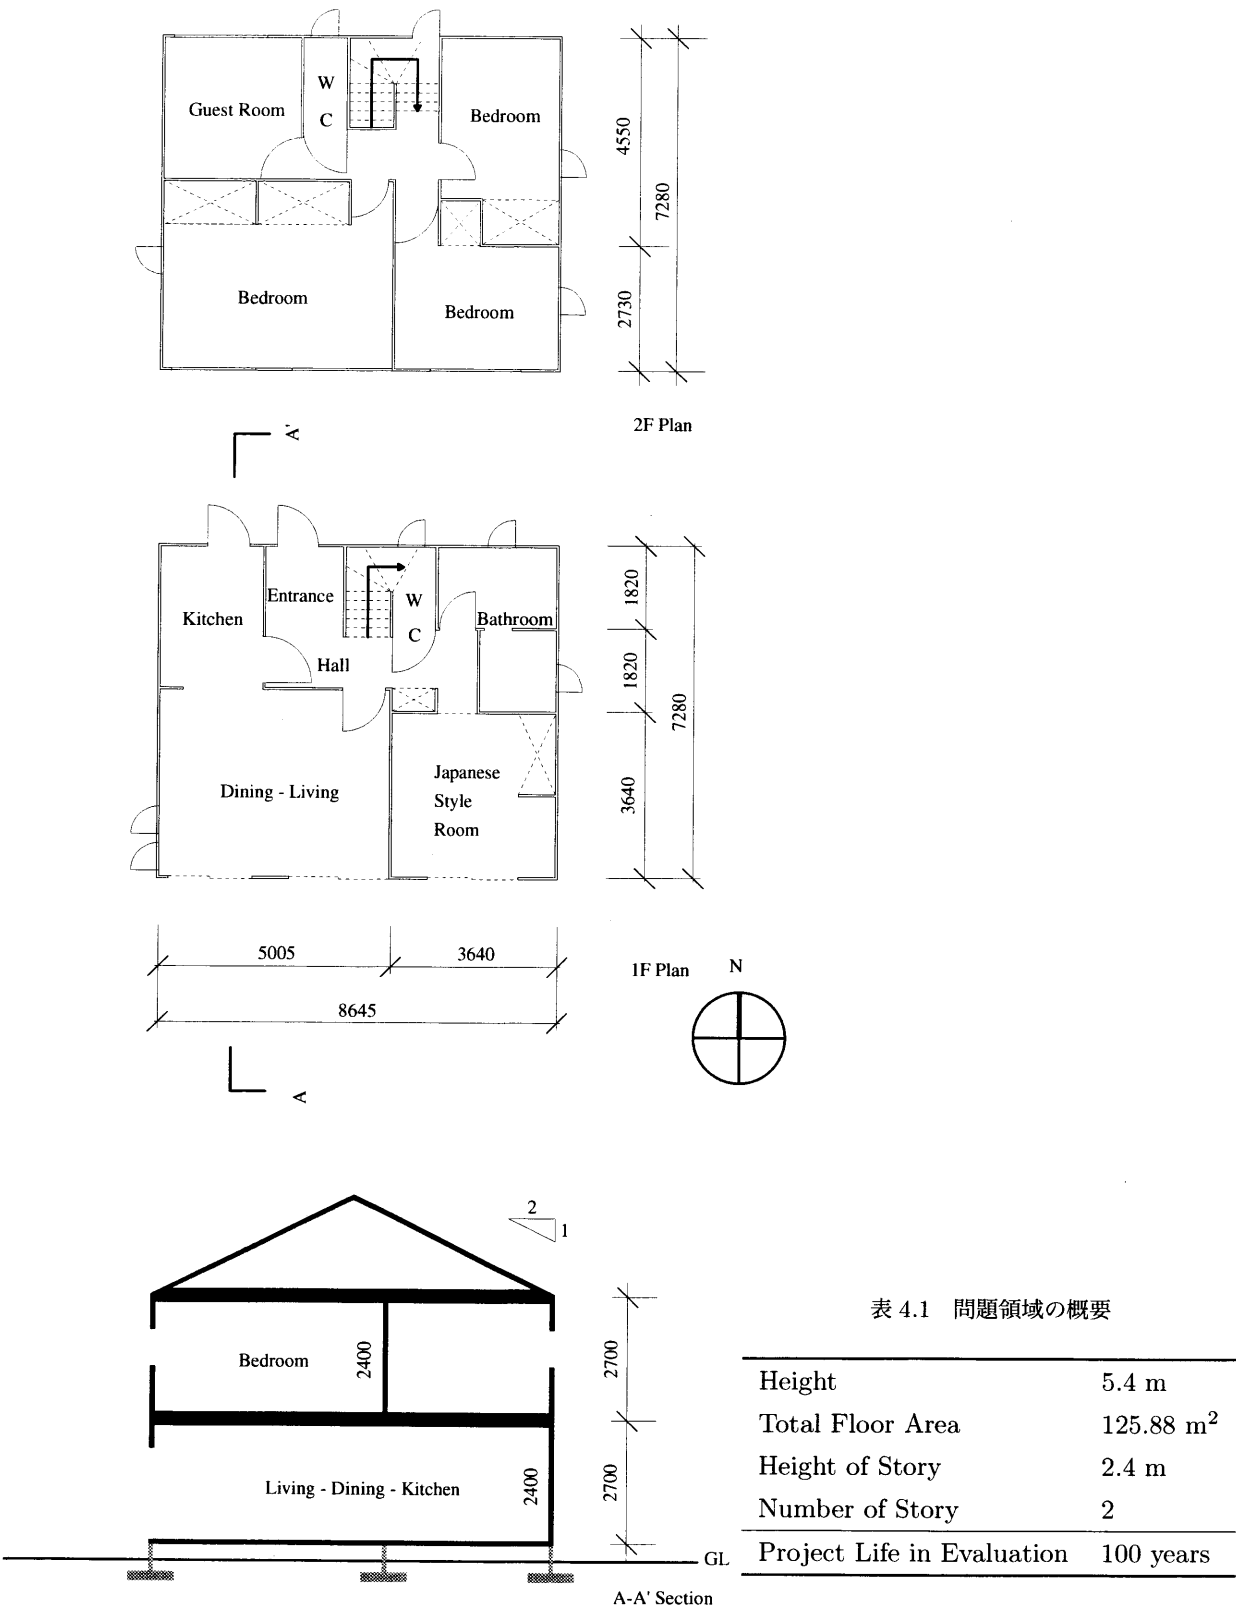 Guest Room
W
C
Bedroom
Bedroom
Bedroom
4550
7280
2730
2F Plan
A'
Kitchen
Entrance
Hall
W
C
Bathroom
Dining - Living
Japanese
Style
Room
1820
1820
7280
3640
5005
3640
8645
1F Plan
N
A
2
1
Bedroom
2400
2700
Living - Dining - Kitchen
2400
2700
GL
A-A' Section
表 4.1 問題領域の概要
Height 5.4 m
Total Floor Area 125.88 m²
Height of Story 2.4 m
Number of Story 2
Project Life in Evaluation 100 years